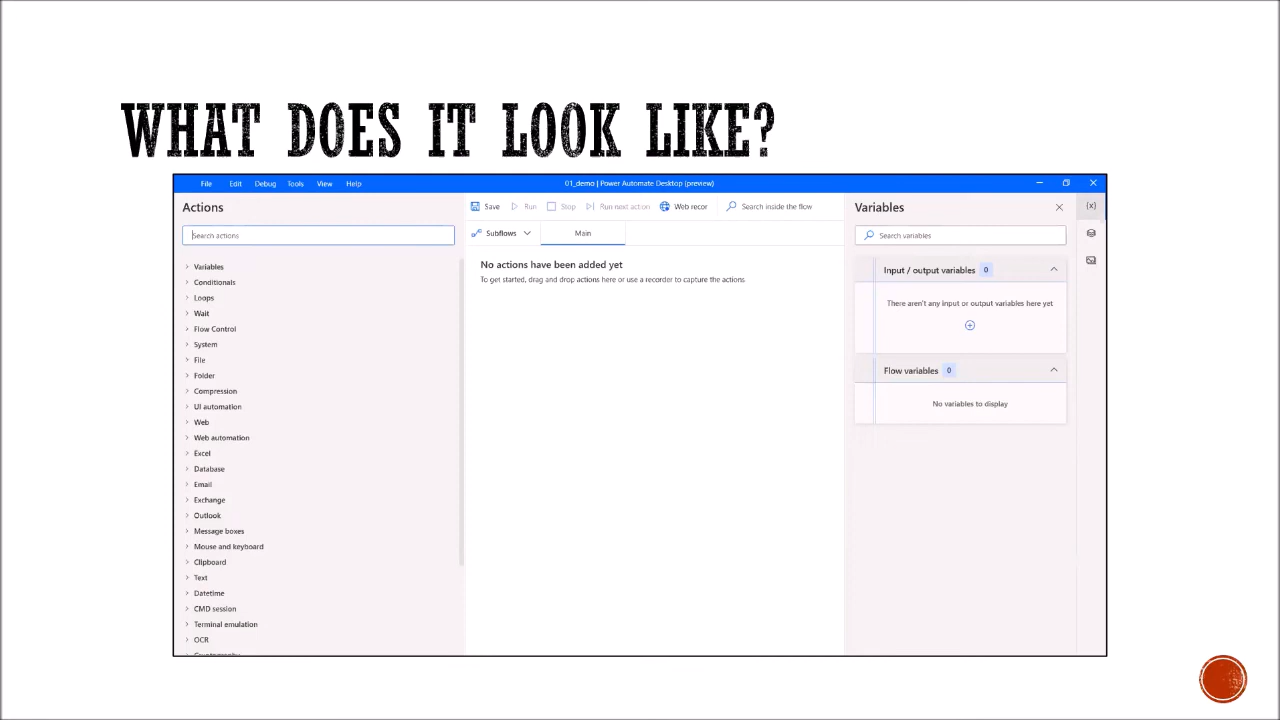 WHAT DOES IT LOOK LIKE?
File Edit Debug Tools View Help
01_demo | Power Automate Desktop (preview)
Actions
Search actions
Variables
Conditionals
Loops
Wait
Flow Control
System
File
Folder
Compression
UI automation
Web
Web automation
Excel
Database
Email
Exchange
Outlook
Message boxes
Mouse and keyboard
Clipboard
Text
Datetime
CMD session
Terminal emulation
OCR
Cryptography
Save Run Stop Run next action Web recor Search inside the flow
Subflows Main
No actions have been added yet
To get started, drag and drop actions here or use a recorder to capture the actions
Variables
{x}
Search variables
Input / output variables 0
There aren't any input or output variables here yet
Flow variables 0
No variables to display